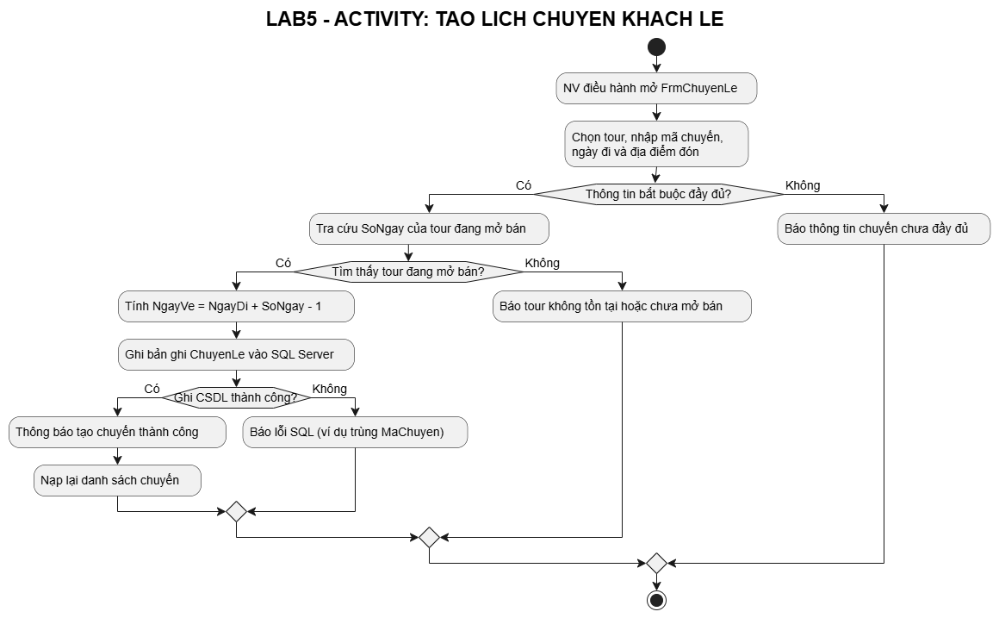 LAB5 - ACTIVITY: TAO LICH CHUYEN KHACH LE
NV điều hành mở FrmChuyenLe
Chọn tour, nhập mã chuyến,
ngày đi và địa điểm đón
Thông tin bắt buộc đầy đủ?
Có
Không
Tra cứu SoNgay của tour đang mở bán
Báo thông tin chuyến chưa đầy đủ
Tìm thấy tour đang mở bán?
Có
Không
Tính NgayVe = NgayDi + SoNgay - 1
Báo tour không tồn tại hoặc chưa mở bán
Ghi bản ghi ChuyenLe vào SQL Server
Ghi CSDL thành công?
Có
Không
Thông báo tạo chuyến thành công
Báo lỗi SQL (ví dụ trùng MaChuyen)
Nạp lại danh sách chuyến